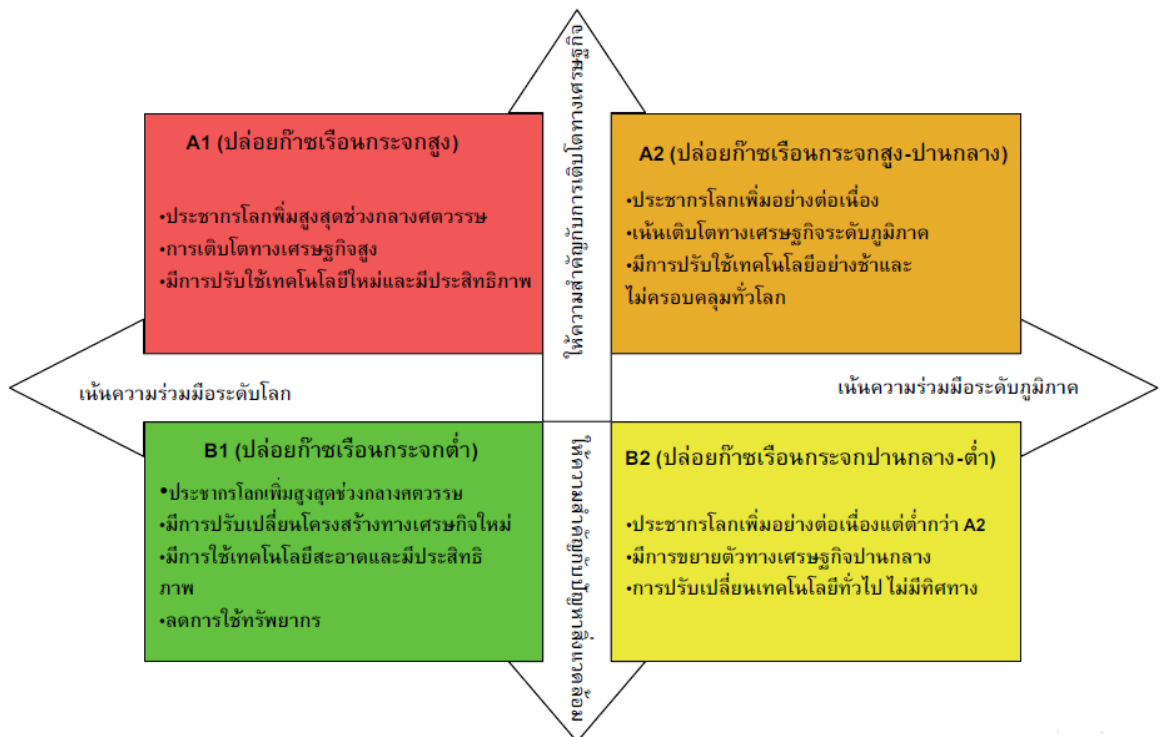 ให้ความสำคัญกับการเติบโตทางเศรษฐกิจ
A1 (ปล่อยก๊าซเรือนกระจกสูง)
•ประชากรโลกพิ่มสูงสุดช่วงกลางศตวรรษ
•การเติบโตทางเศรษฐกิจสูง
•มีการปรับใช้เทคโนโลยีใหม่และมีประสิทธิภาพ
A2 (ปล่อยก๊าซเรือนกระจกสูง-ปานกลาง)
•ประชากรโลกเพิ่มอย่างต่อเนื่อง
•เน้นเติบโตทางเศรษฐกิจระดับภูมิภาค
•มีการปรับใช้เทคโนโลยีอย่างช้าและ
ไม่ครอบคลุมทั่วโลก
เน้นความร่วมมือระดับโลก
เน้นความร่วมมือระดับภูมิภาค
B1 (ปล่อยก๊าซเรือนกระจกต่ำ)
•ประชากรโลกเพิ่มสูงสุดช่วงกลางศตวรรษ
•มีการปรับเปลี่ยนโครงสร้างทางเศรษกิจใหม่
•มีการใช้เทคโนโลยีสะอาดและมีประสิทธิ
ภาพ
•ลดการใช้ทรัพยากร
B2 (ปล่อยก๊าซเรือนกระจกปานกลาง-ต่ำ)
•ประชากรโลกเพิ่มอย่างต่อเนื่องแต่ต่ำกว่า A2
•มีการขยายตัวทางเศรษฐกิจปานกลาง
•การปรับเปลี่ยนเทคโนโลยีทั่วไป ไม่มีทิศทาง
ให้ความสำคัญกับปัญหาสิ่งแวดล้อม